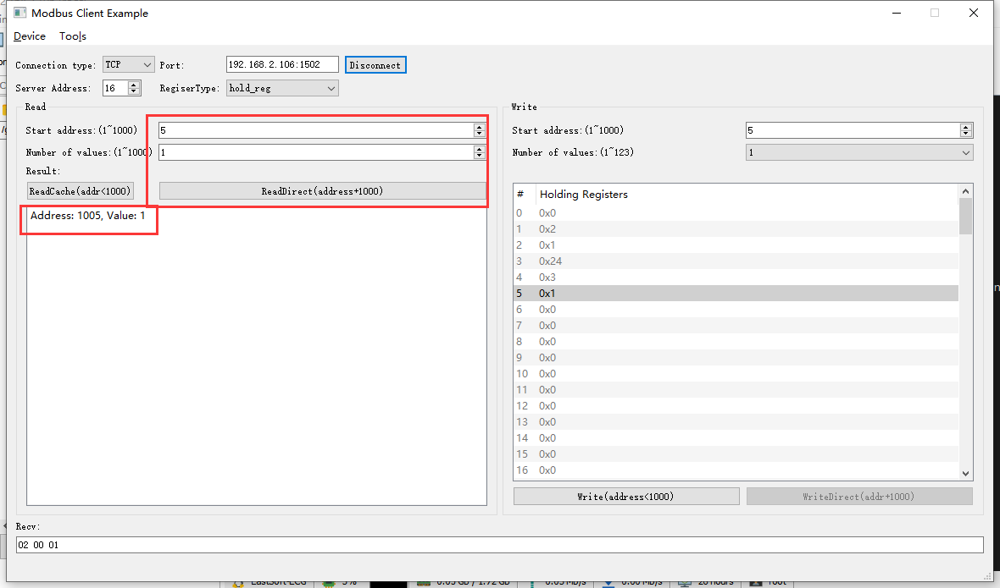 Modbus Client Example
Device Tools
Connection type: TCP Port: 192.168.2.106:1502 Disconnect
Server Address: 16 RegiserType: hold_reg
Read
Start address:(1~1000) 5
Number of values:(1~1000) 1
Result:
ReadCache(addr<1000) ReadDirect(address+1000)
Address: 1005, Value: 1
Write
Start address:(1~1000) 5
Number of values:(1~123) 1
# Holding Registers
0 0x0
1 0x2
2 0x1
3 0x24
4 0x3
5 0x1
6 0x0
7 0x0
8 0x0
9 0x0
10 0x0
11 0x0
12 0x0
13 0x0
14 0x0
15 0x0
16 0x0
Write(address<1000) WriteDirect(addr+1000)
Recv:
02 00 01